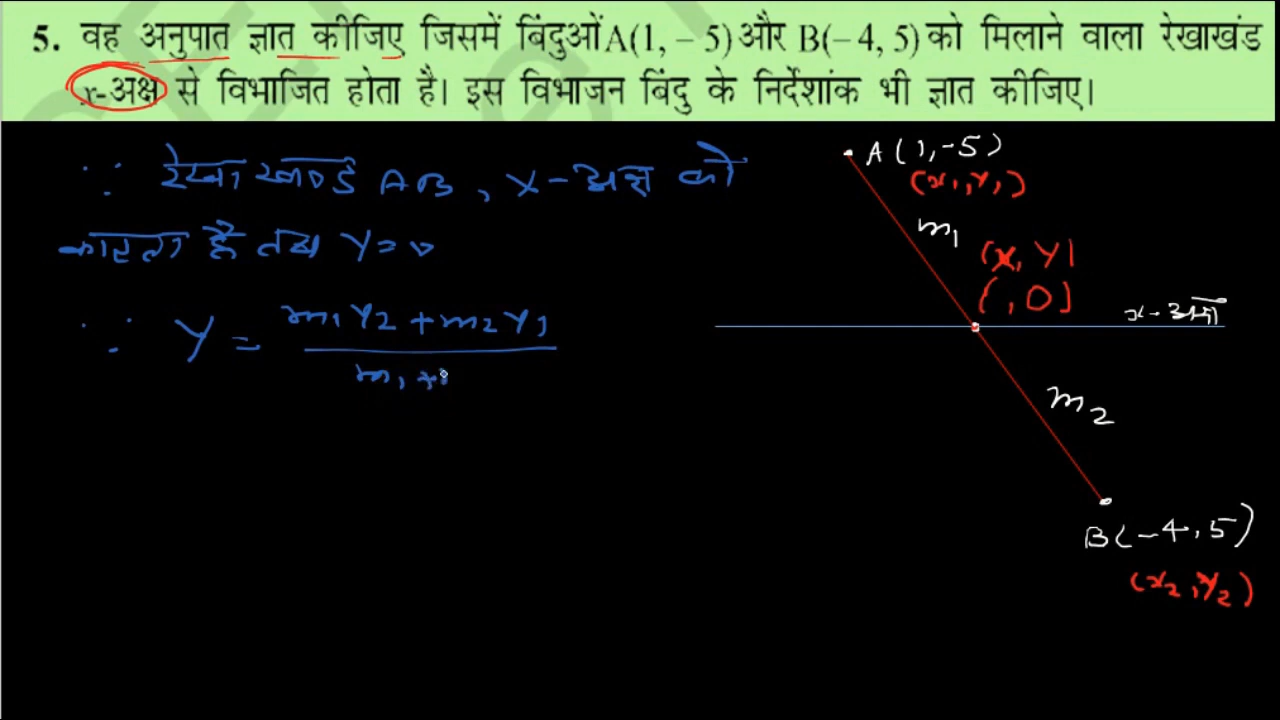 5. वह अनुपात ज्ञात कीजिए जिसमें बिंदुओं A(1, – 5) और B(– 4, 5) को मिलाने वाला रेखाखंड
x-अक्ष से विभाजित होता है। इस विभाजन बिंदु के निर्देशांक भी ज्ञात कीजिए।
∵ रेखा खण्ड AB, x-अक्ष को
काटता है तब y=0
∵ y = m1y2 + m2y1
m1 +
A(1,-5)
(x1, y1)
m1
(x, y)
( , 0)
x-अक्ष
m2
B(-4,5)
(x2, y2)